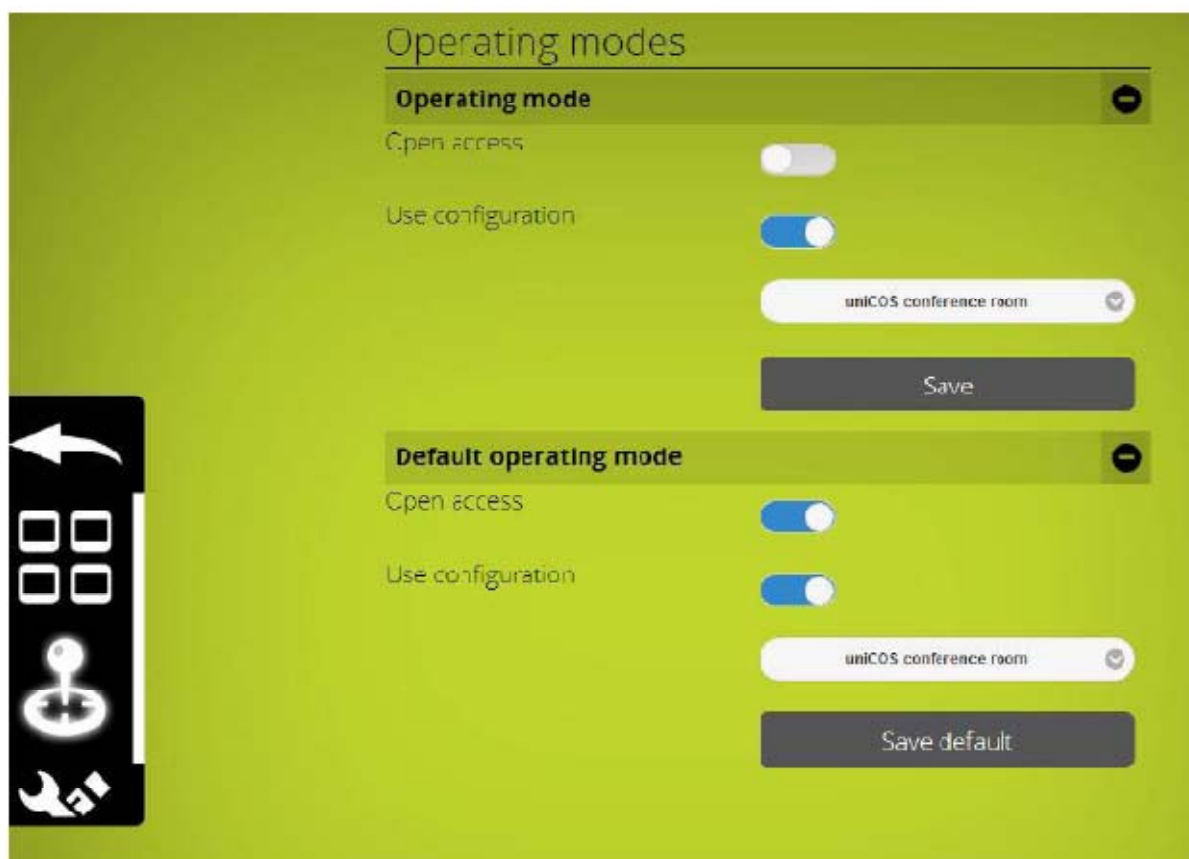 Operating modes
Operating mode
Open access
Use configuration
uniCOS conference room
Save
Default operating mode
Open access
Use configuration
uniCOS conference room
Save default